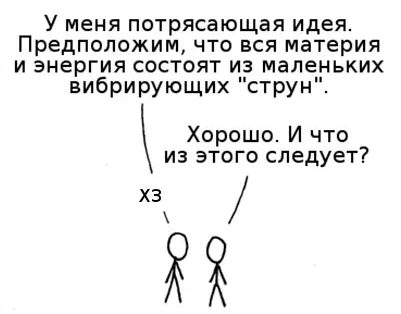 У меня потрясающая идея.
Предположим, что вся материя
и энергия состоят из маленьких
вибрирующих "струн".
Хорошо. И что
из этого следует?
ХЗ